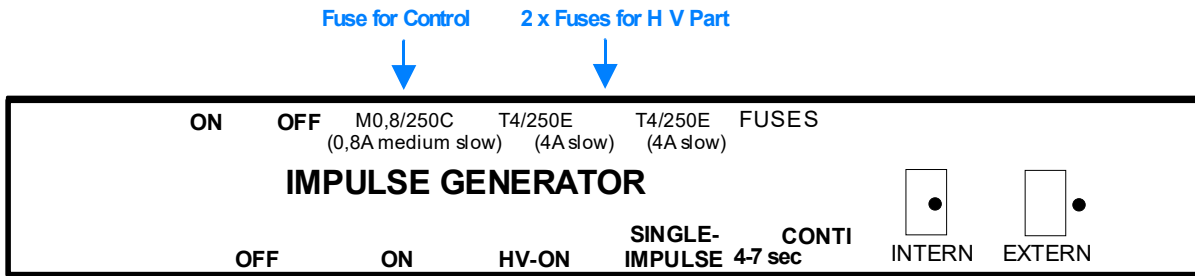 Fuse for Control 2 x Fuses for H V Part
ON OFF M0,8/250C T4/250E T4/250E FUSES
(0,8A medium slow) (4A slow) (4A slow)
IMPULSE GENERATOR
SINGLE- CONTI
OFF ON HV-ON IMPULSE 4-7 sec INTERN EXTERN